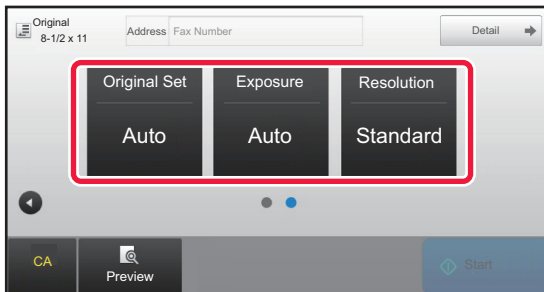 Original
8-1/2 x 11
Address Fax Number
Detail
Original Set
Auto
Exposure
Auto
Resolution
Standard
CA
Preview
Start